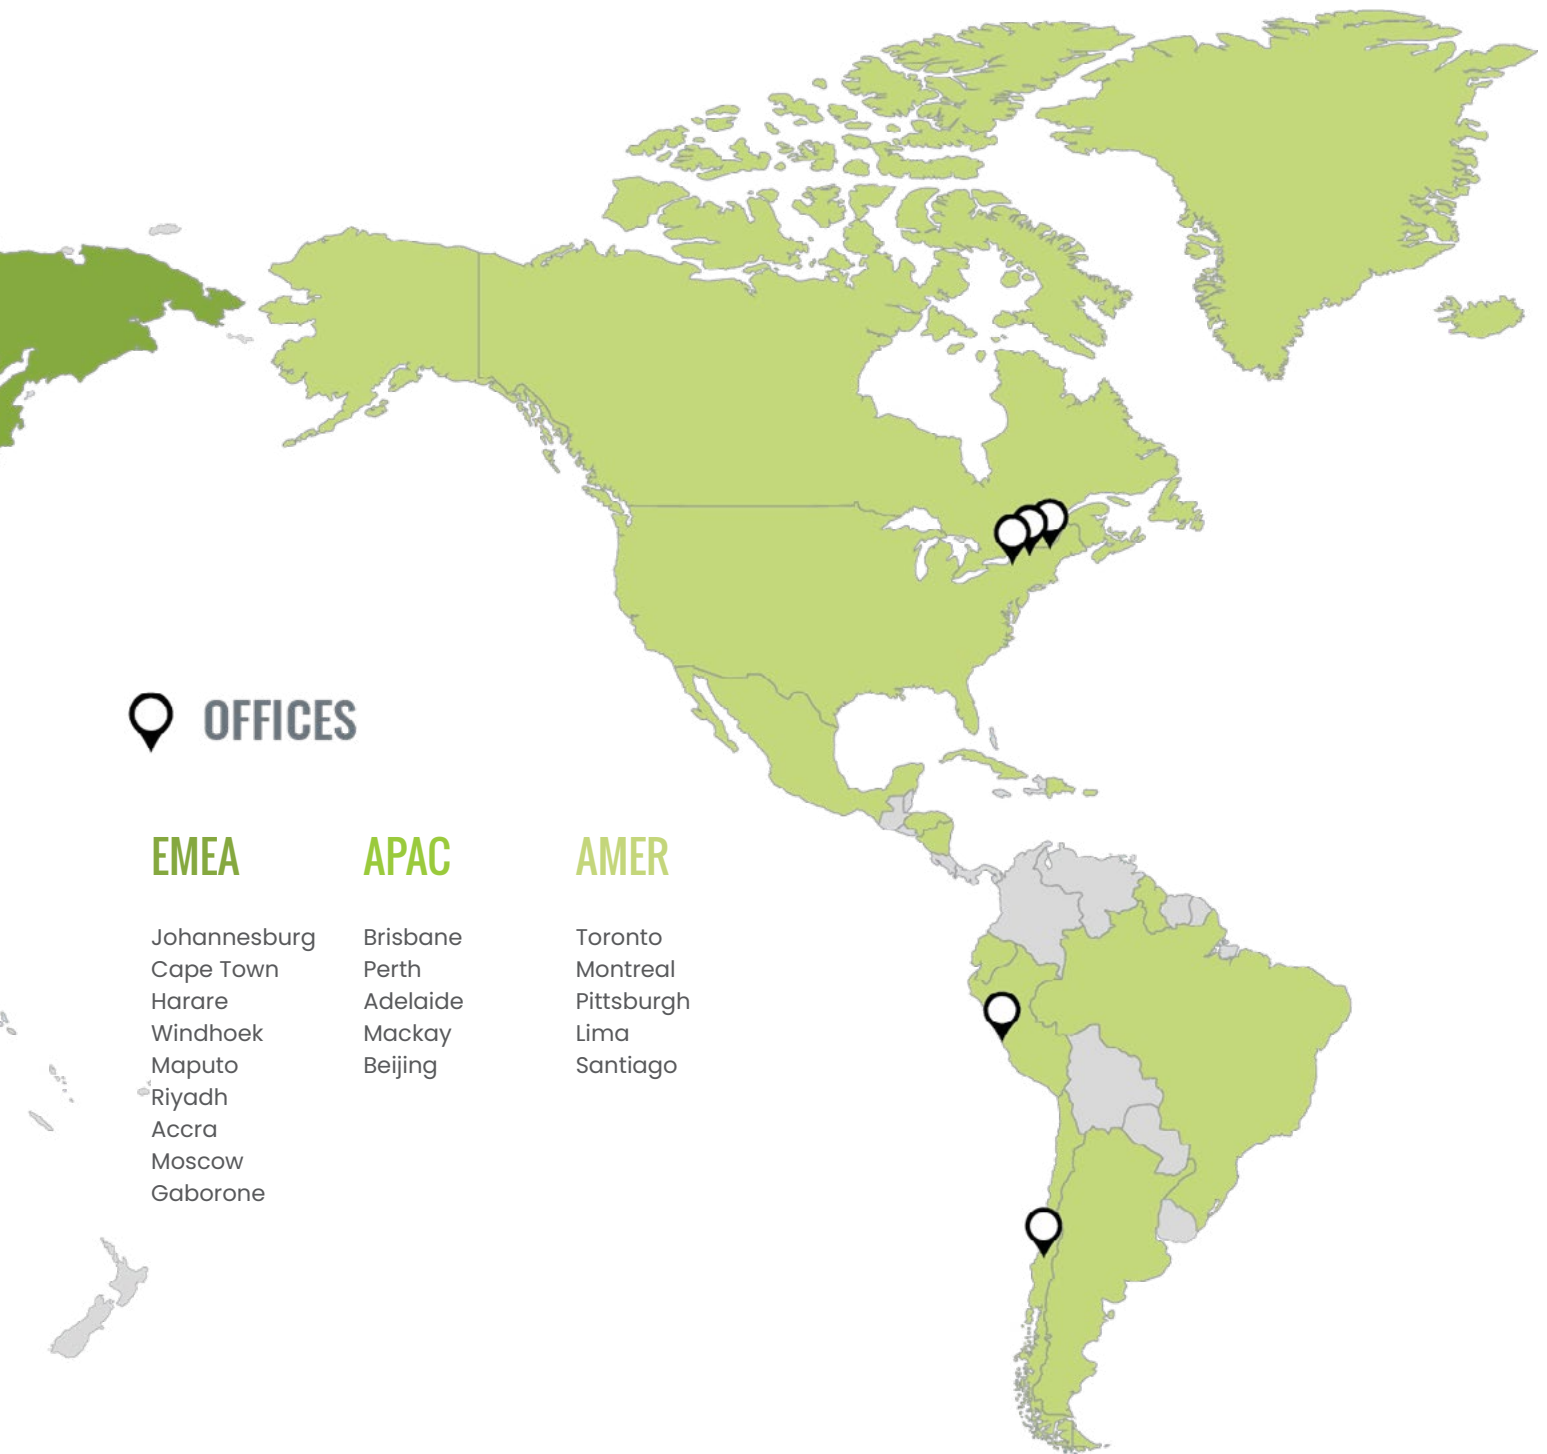 OFFICES
EMEA
Johannesburg
Cape Town
Harare
Windhoek
Maputo
Riyadh
Accra
Moscow
Gaborone
APAC
Brisbane
Perth
Adelaide
Mackay
Beijing
AMER
Toronto
Montreal
Pittsburgh
Lima
Santiago